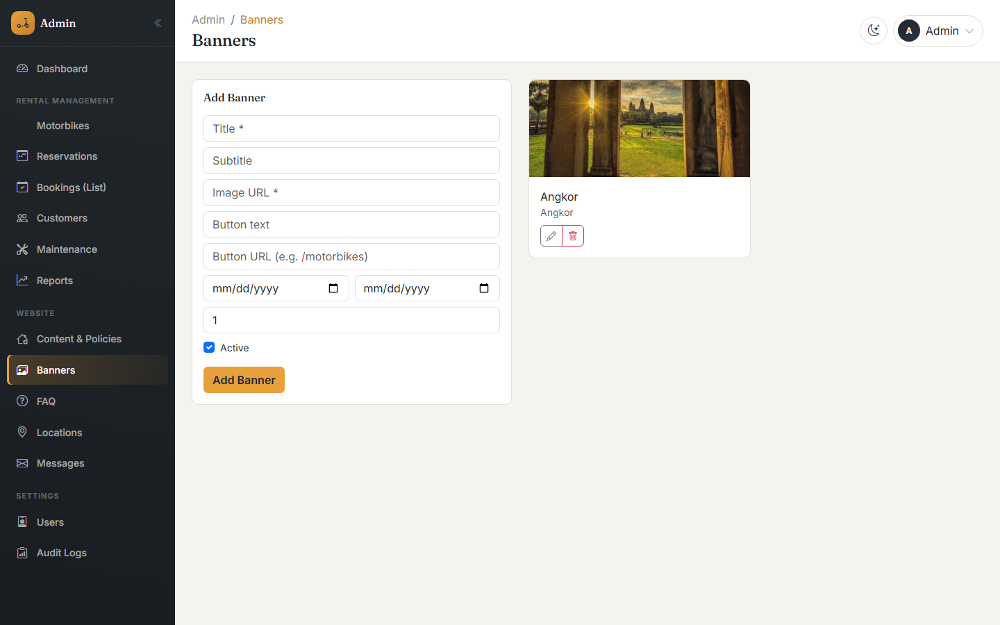 Admin
Dashboard
RENTAL MANAGEMENT
Motorbikes
Reservations
Bookings (List)
Customers
Maintenance
Reports
WEBSITE
Content & Policies
Banners
FAQ
Locations
Messages
SETTINGS
Users
Audit Logs
Admin / Banners
Banners
A Admin
Add Banner
Title *
Subtitle
Image URL *
Button text
Button URL (e.g. /motorbikes)
mm/dd/yyyy mm/dd/yyyy
1
Active
Add Banner
Angkor
Angkor